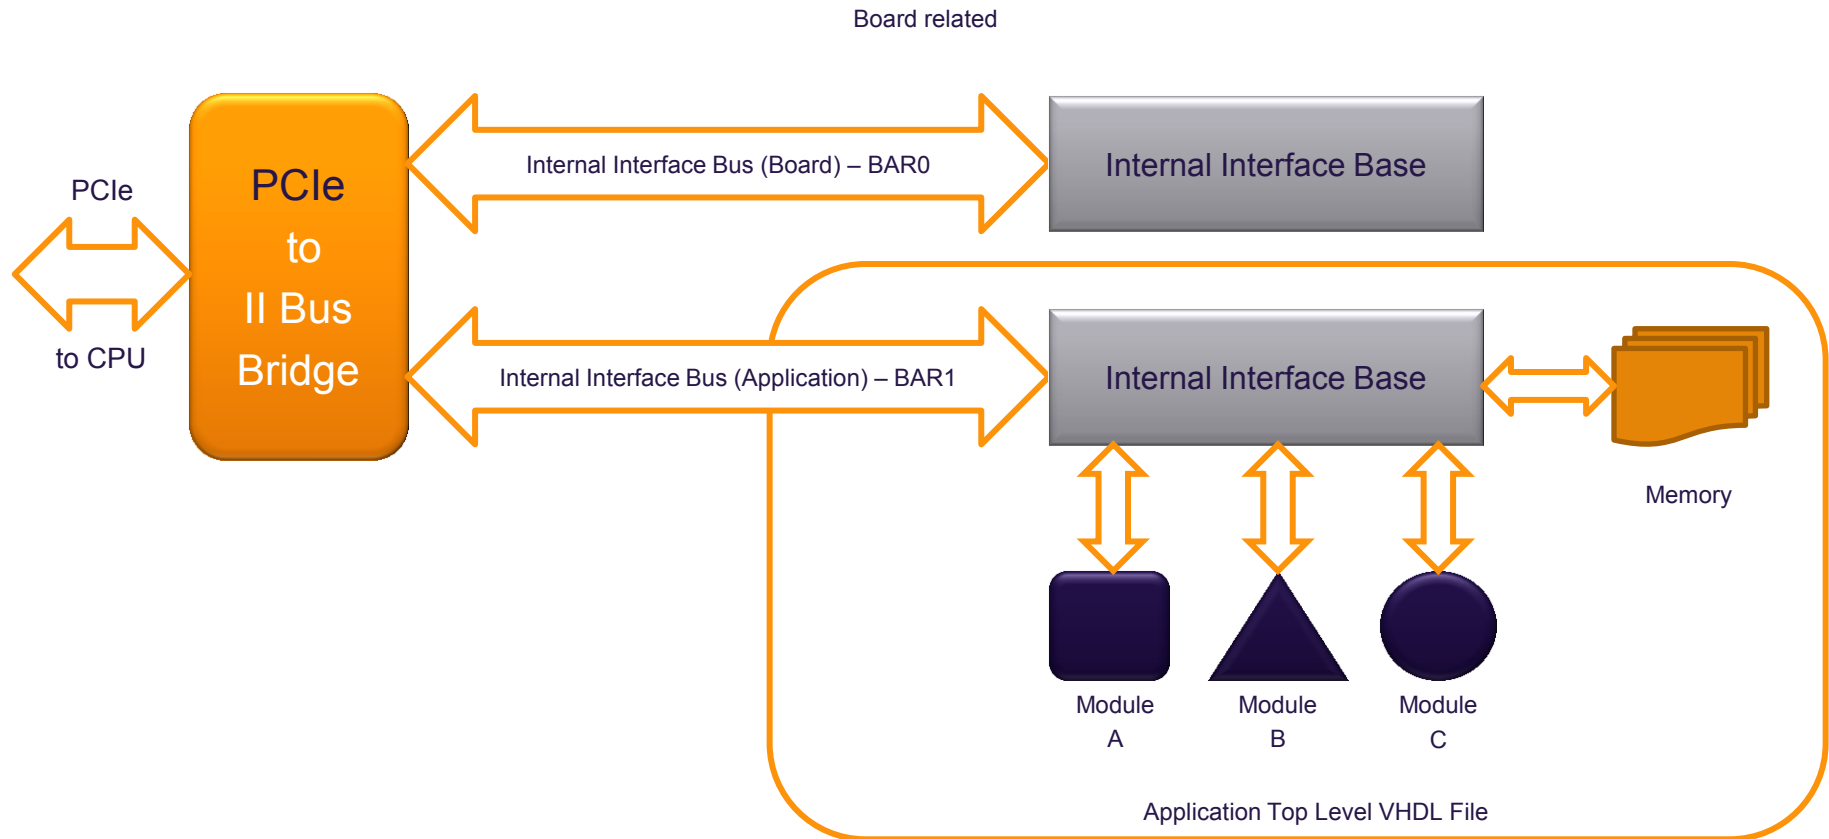 Board related
PCIe
to CPU
PCIe
to
II Bus
Bridge
Internal Interface Bus (Board) – BAR0
Internal Interface Base
Internal Interface Bus (Application) – BAR1
Internal Interface Base
Memory
Module
A
Module
B
Module
C
Application Top Level VHDL File